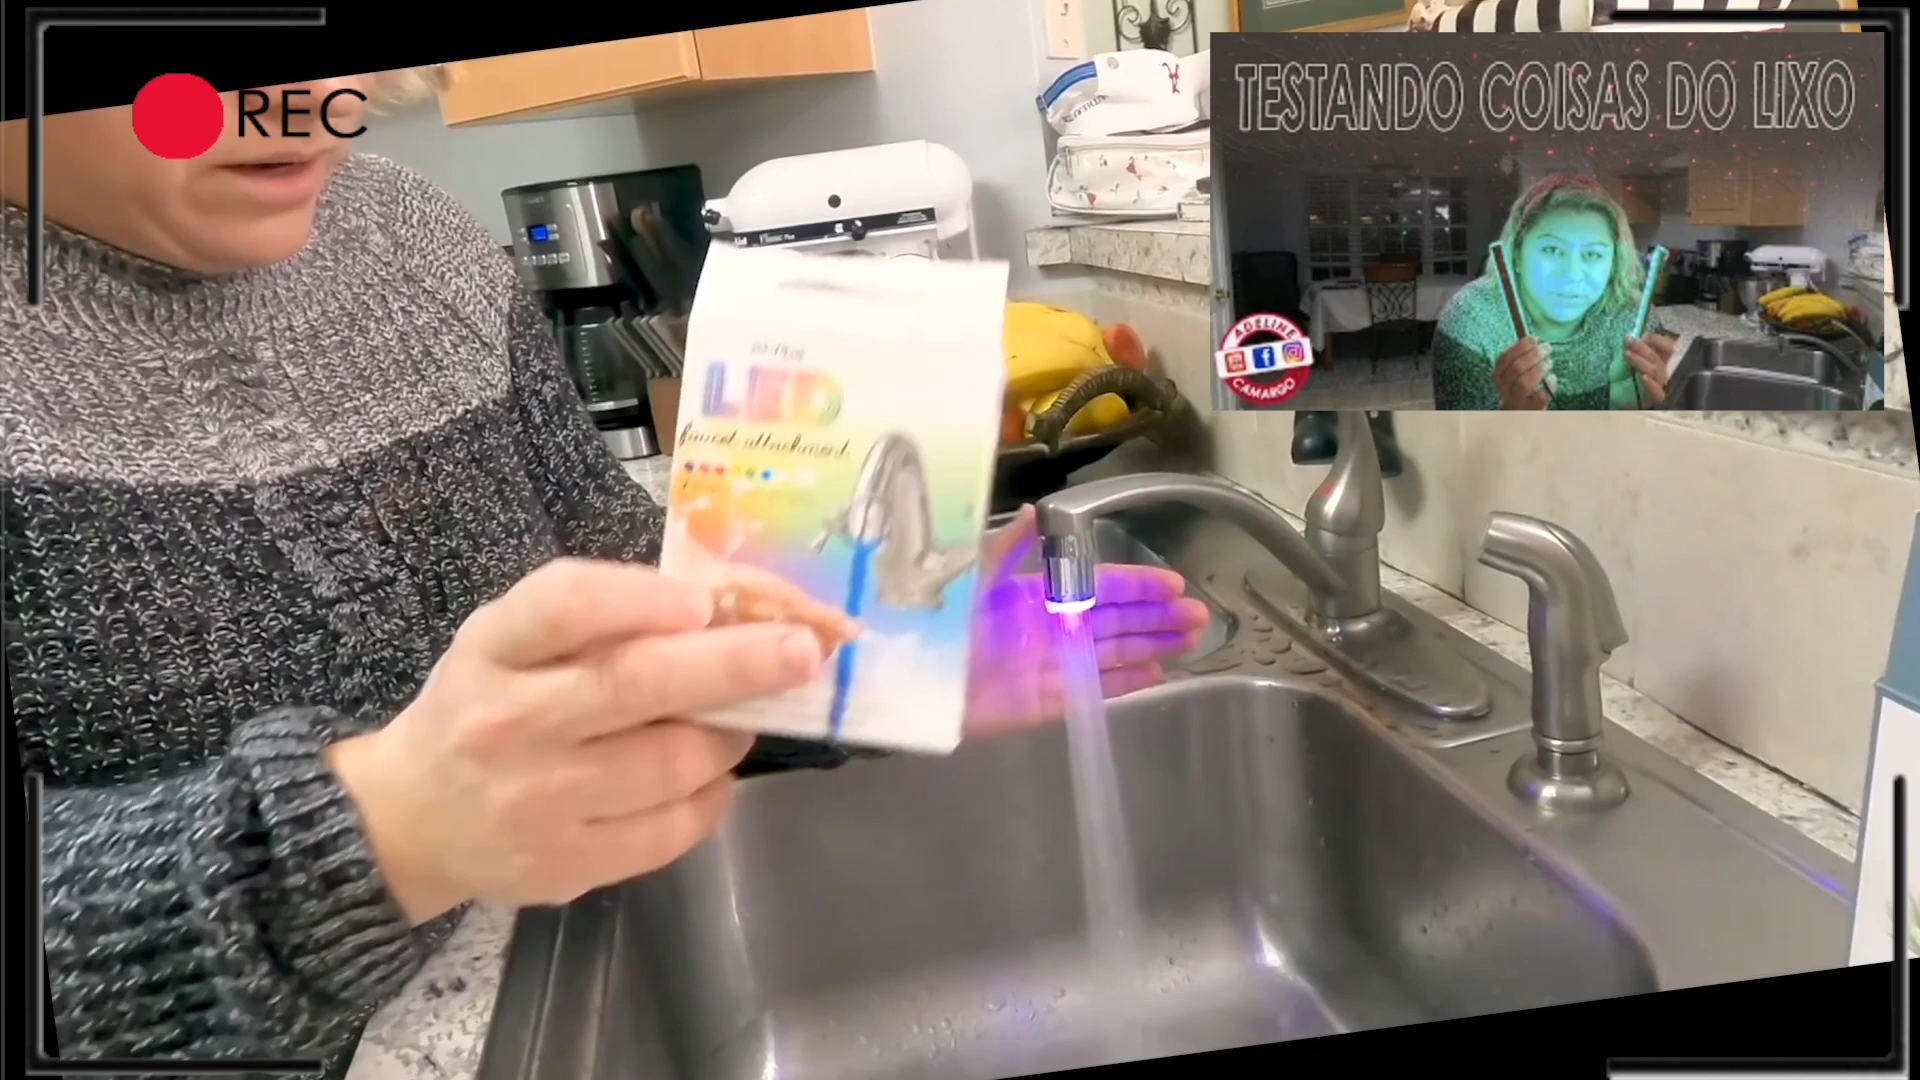 REC
TESTANDO COISAS DO LIXO
ADELINE
CAMARGO
LED
faucet attachment